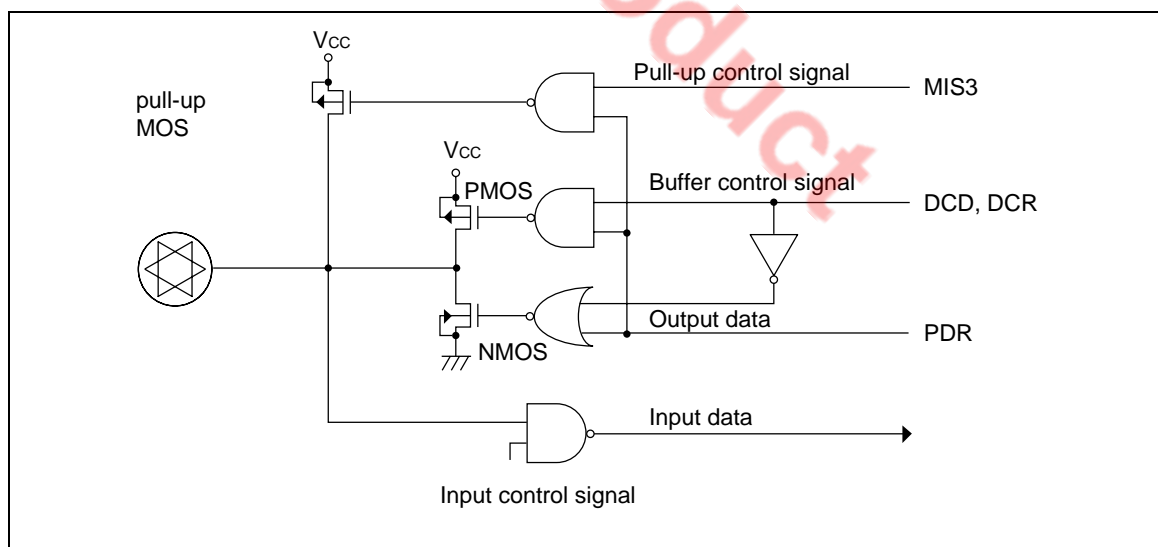 VCC
pull-up
MOS
Pull-up control signal
MIS3
VCC
PMOS
Buffer control signal
DCD, DCR
NMOS
Output data
PDR
Input data
Input control signal
oduct